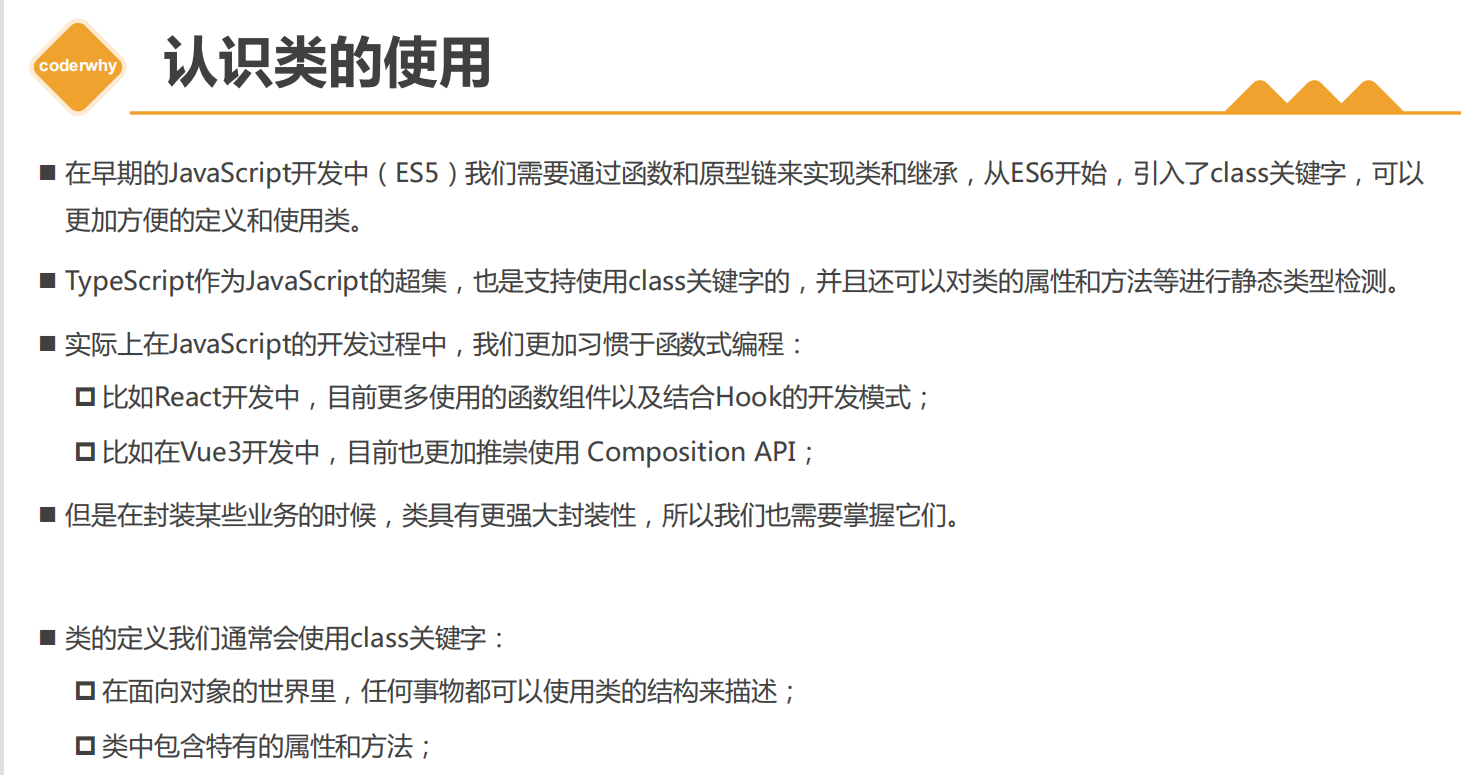 coderwhy
认识类的使用
在早期的JavaScript开发中（ES5）我们需要通过函数和原型链来实现类和继承，从ES6开始，引入了class关键字，可以
更加方便的定义和使用类。
TypeScript作为JavaScript的超集，也是支持使用class关键字的，并且还可以对类的属性和方法等进行静态类型检测。
实际上在JavaScript的开发过程中，我们更加习惯于函数式编程：
比如React开发中，目前更多使用的函数组件以及结合Hook的开发模式；
比如在Vue3开发中，目前也更加推崇使用 Composition API；
但是在封装某些业务的时候，类具有更强大封装性，所以我们也需要掌握它们。
类的定义我们通常会使用class关键字：
在面向对象的世界里，任何事物都可以使用类的结构来描述；
类中包含特有的属性和方法；